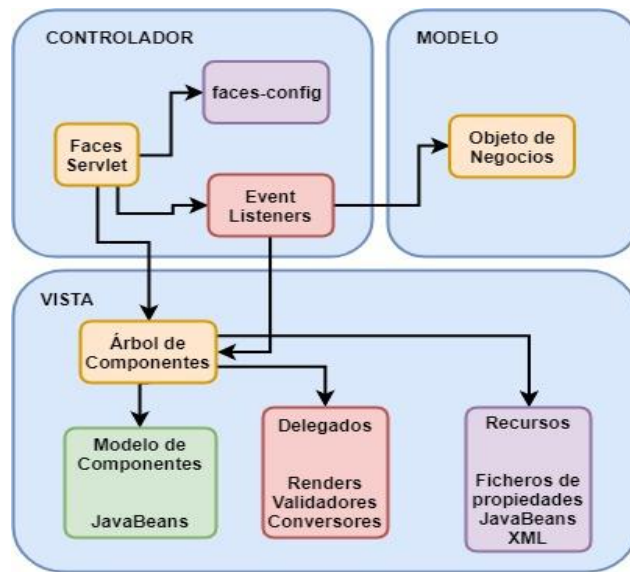 CONTROLADOR
MODELO
faces-config
Faces
Servlet
Objeto de
Negocios
Event
Listeners
VISTA
Árbol de
Componentes
Modelo de
Componentes
JavaBeans
Delegados
Renders
Validadores
Conversores
Recursos
Ficheros de
propiedades
JavaBeans
XML